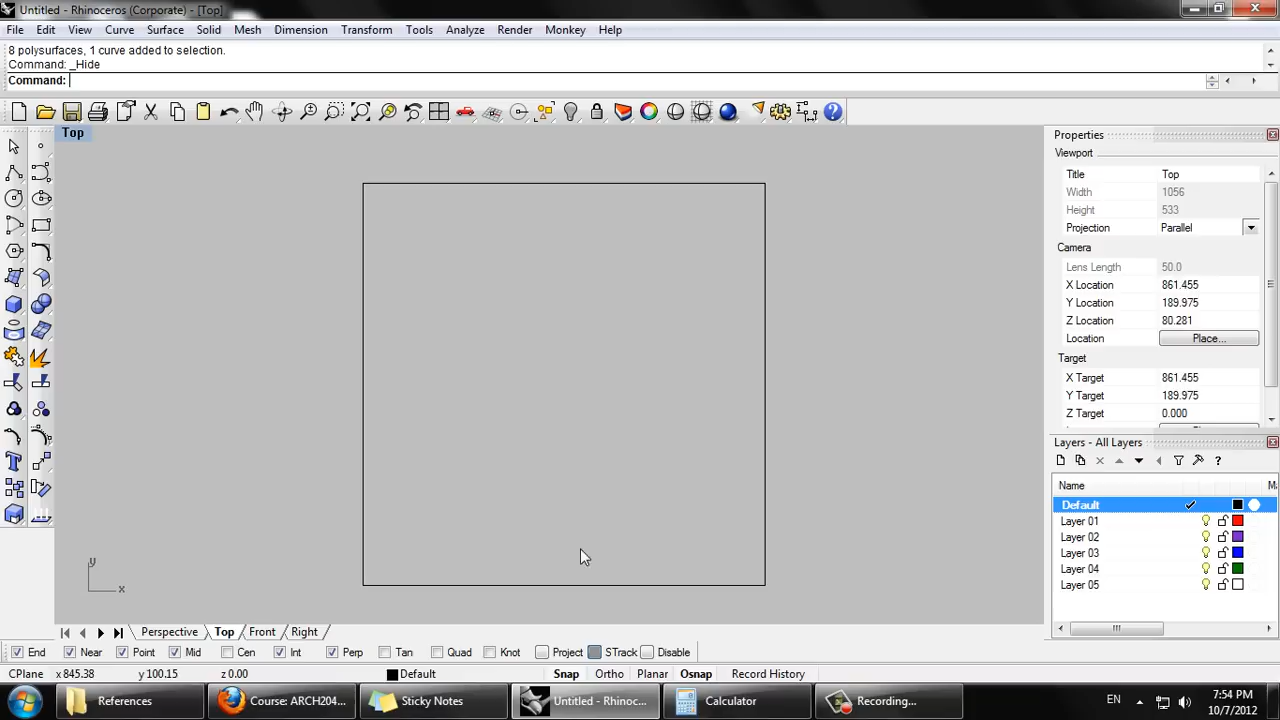 Untitled - Rhinoceros (Corporate) - [Top]
File Edit View Curve Surface Solid Mesh Dimension Transform Tools Analyze Render Monkey Help
8 polysurfaces, 1 curve added to selection.
Command: _Hide
Command:
Top
Properties
Viewport
Title Top
Width 1056
Height 533
Projection Parallel
Camera
Lens Length 50.0
X Location 861.455
Y Location 189.975
Z Location 80.281
Location Place...
Target
X Target 861.455
Y Target 189.975
Z Target 0.000
Layers - All Layers
Name
Default
Layer 01
Layer 02
Layer 03
Layer 04
Layer 05
y
x
Perspective Top Front Right
End Near Point Mid Cen Int Perp Tan Quad Knot Project STrack Disable
CPlane x 845.38 y 100.15 z 0.00 Default Snap Ortho Planar Osnap Record History
References Course: ARCH204... Sticky Notes Untitled - Rhinoc... Calculator Recording... EN 7:54 PM
10/7/2012